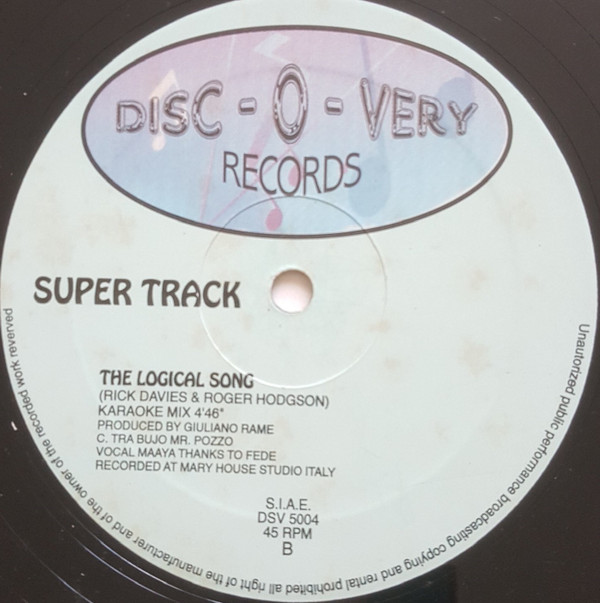 DISC-O-VERY
RECORDS
SUPER TRACK
THE LOGICAL SONG
(RICK DAVIES & ROGER HODGSON)
KARAOKE MIX 4'46"
PRODUCED BY GIULIANO RAME
C. TRA BUJO MR. POZZO
VOCAL MAAYA THANKS TO FEDE
RECORDED AT MARY HOUSE STUDIO ITALY
S.I.A.E.
DSV 5004
45 RPM
B
Unautorized public performance broadcasting copying and rental prohibited all right of the manufacturer and of the owner of the recorded work reverved